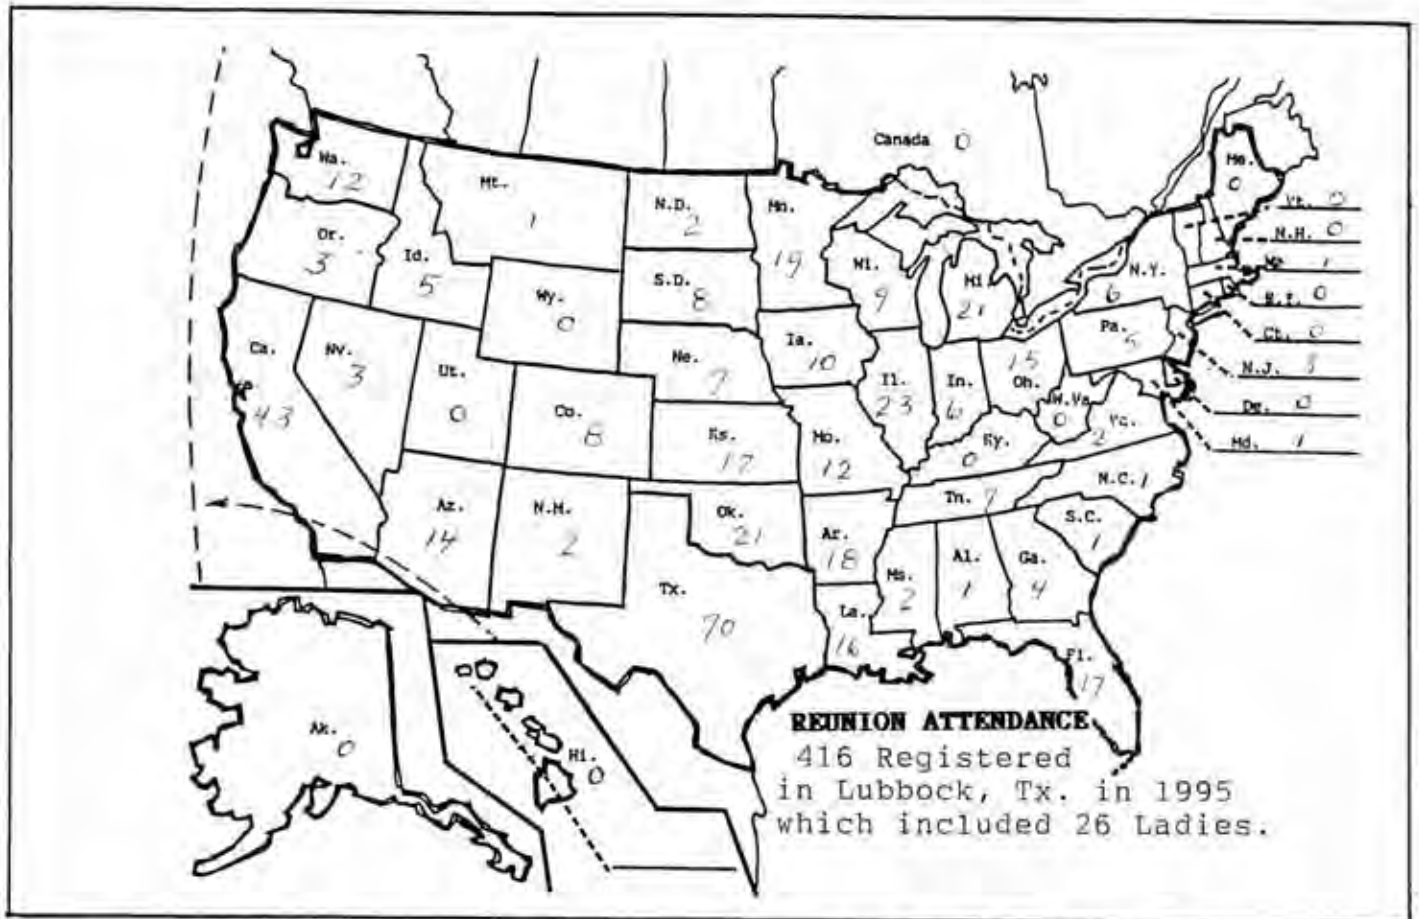 Canada 0
Wa.
12
Mt.
1
N.D.
2
Mn.
19
Me.
0
Vt. 0
N.H. 0
Or.
3
Id.
5
S.D.
8
Wi.
9
Mi.
21
N.Y.
6
Ma. 1
R.I. 0
Wy.
0
Ct. 0
Ca.
43
Nv.
3
Ut.
0
Ne.
7
Ia.
10
Il.
23
In.
6
15
Oh.
Pa.
5
N.J. 3
De. 0
Md. 1
Co.
8
Ks.
17
Mo.
12
Ky.
0
W.Va
0
2
N.C. 1
Az.
14
N.M.
2
Ok.
21
Ar.
18
Tn. 7
S.C.
1
Tx.
70
La.
16
Ms.
2
Al.
1
Ga.
4
Fl.
17
Ak.
0
Hi.
0
REUNION ATTENDANCE
416 Registered
in Lubbock, Tx. in 1995
which included 26 Ladies.